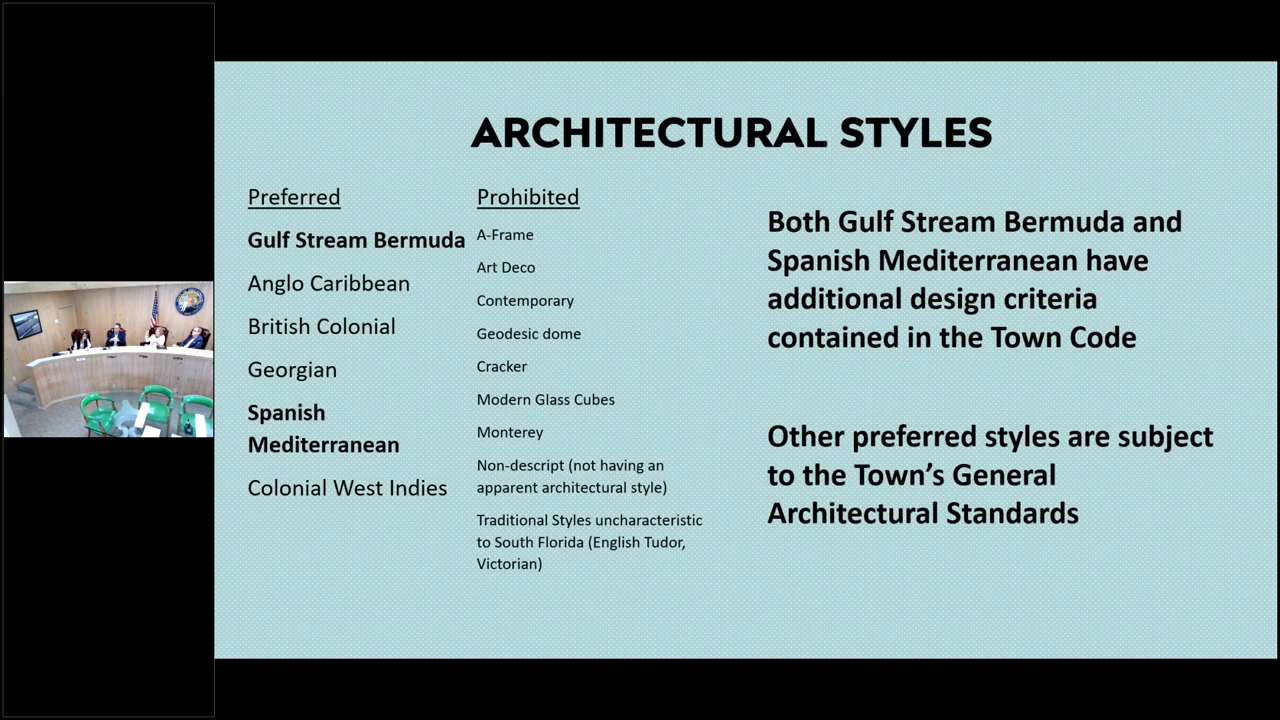 ARCHITECTURAL STYLES
Preferred
Gulf Stream Bermuda
Anglo Caribbean
British Colonial
Georgian
Spanish
Mediterranean
Colonial West Indies
Prohibited
A-Frame
Art Deco
Contemporary
Geodesic dome
Cracker
Modern Glass Cubes
Monterey
Non-descript (not having an
apparent architectural style)
Traditional Styles uncharacteristic
to South Florida (English Tudor,
Victorian)
Both Gulf Stream Bermuda and
Spanish Mediterranean have
additional design criteria
contained in the Town Code
Other preferred styles are subject
to the Town’s General
Architectural Standards